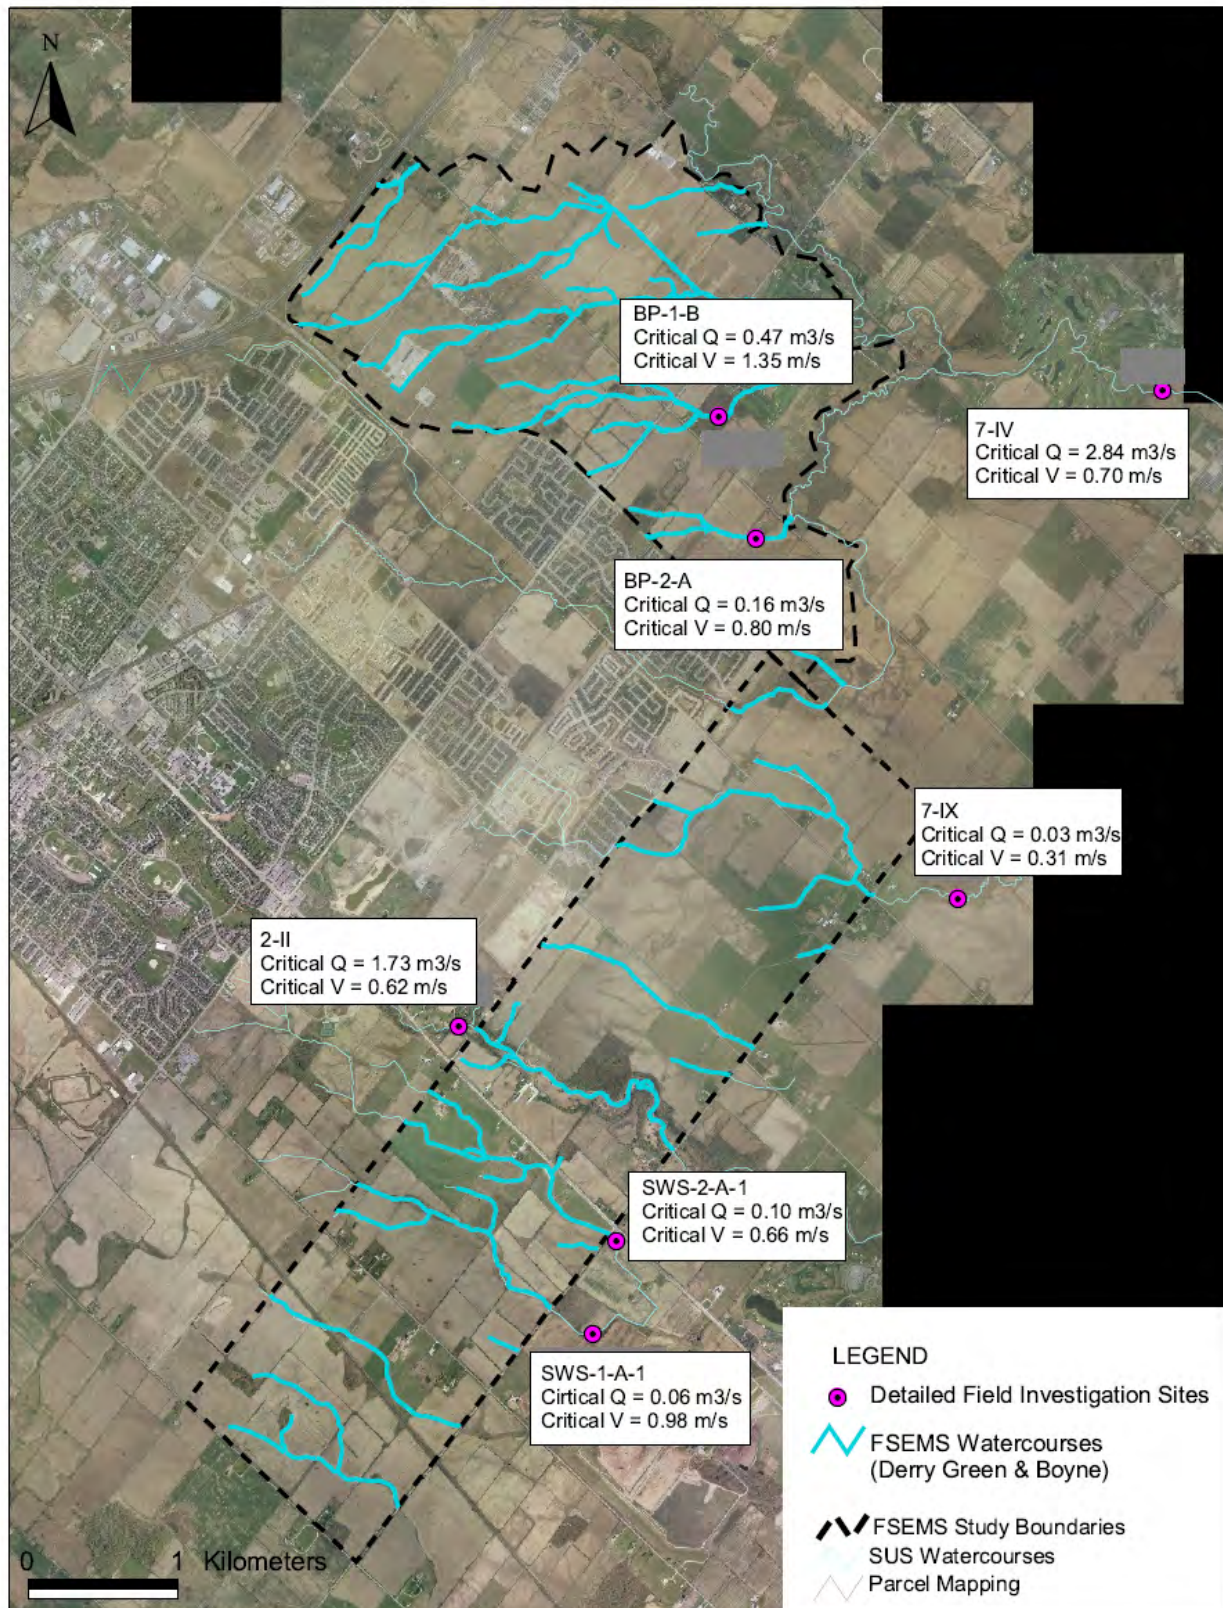 N
BP-1-B
Critical Q = 0.47 m3/s
Critical V = 1.35 m/s
7-IV
Critical Q = 2.84 m3/s
Critical V = 0.70 m/s
BP-2-A
Critical Q = 0.16 m3/s
Critical V = 0.80 m/s
7-IX
Critical Q = 0.03 m3/s
Critical V = 0.31 m/s
2-II
Critical Q = 1.73 m3/s
Critical V = 0.62 m/s
SWS-2-A-1
Critical Q = 0.10 m3/s
Critical V = 0.66 m/s
SWS-1-A-1
Cirtical Q = 0.06 m3/s
Critical V = 0.98 m/s
LEGEND
Detailed Field Investigation Sites
FSEMS Watercourses
(Derry Green & Boyne)
FSEMS Study Boundaries
SUS Watercourses
Parcel Mapping
0 1 Kilometers